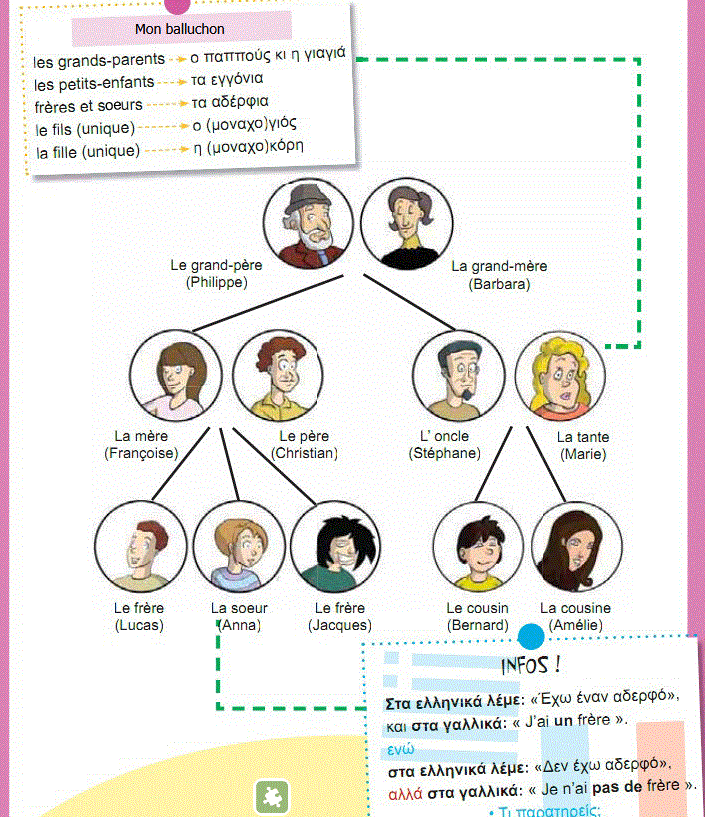 Mon balluchon
les grands-parents ο παππούς κι η γιαγιά
les petits-enfants τα εγγόνια
frères et soeurs τα αδέρφια
le fils (unique) ο (μοναχο)γιός
la fille (unique) η (μοναχο)κόρη
Le grand-père
(Philippe)
La grand-mère
(Barbara)
La mère
(Françoise)
Le père
(Christian)
L' oncle
(Stéphane)
La tante
(Marie)
Le frère
(Lucas)
La soeur
(Anna)
Le frère
(Jacques)
Le cousin
(Bernard)
La cousine
(Amélie)
INFOS !
Στα ελληνικά λέμε: «Έχω έναν αδερφό»,
και στα γαλλικά: « J'ai un frère ».
ενώ
στα ελληνικά λέμε: «Δεν έχω αδερφό»,
αλλά στα γαλλικά: « Je n'ai pas de frère ».
• Τι παρατηρείς;